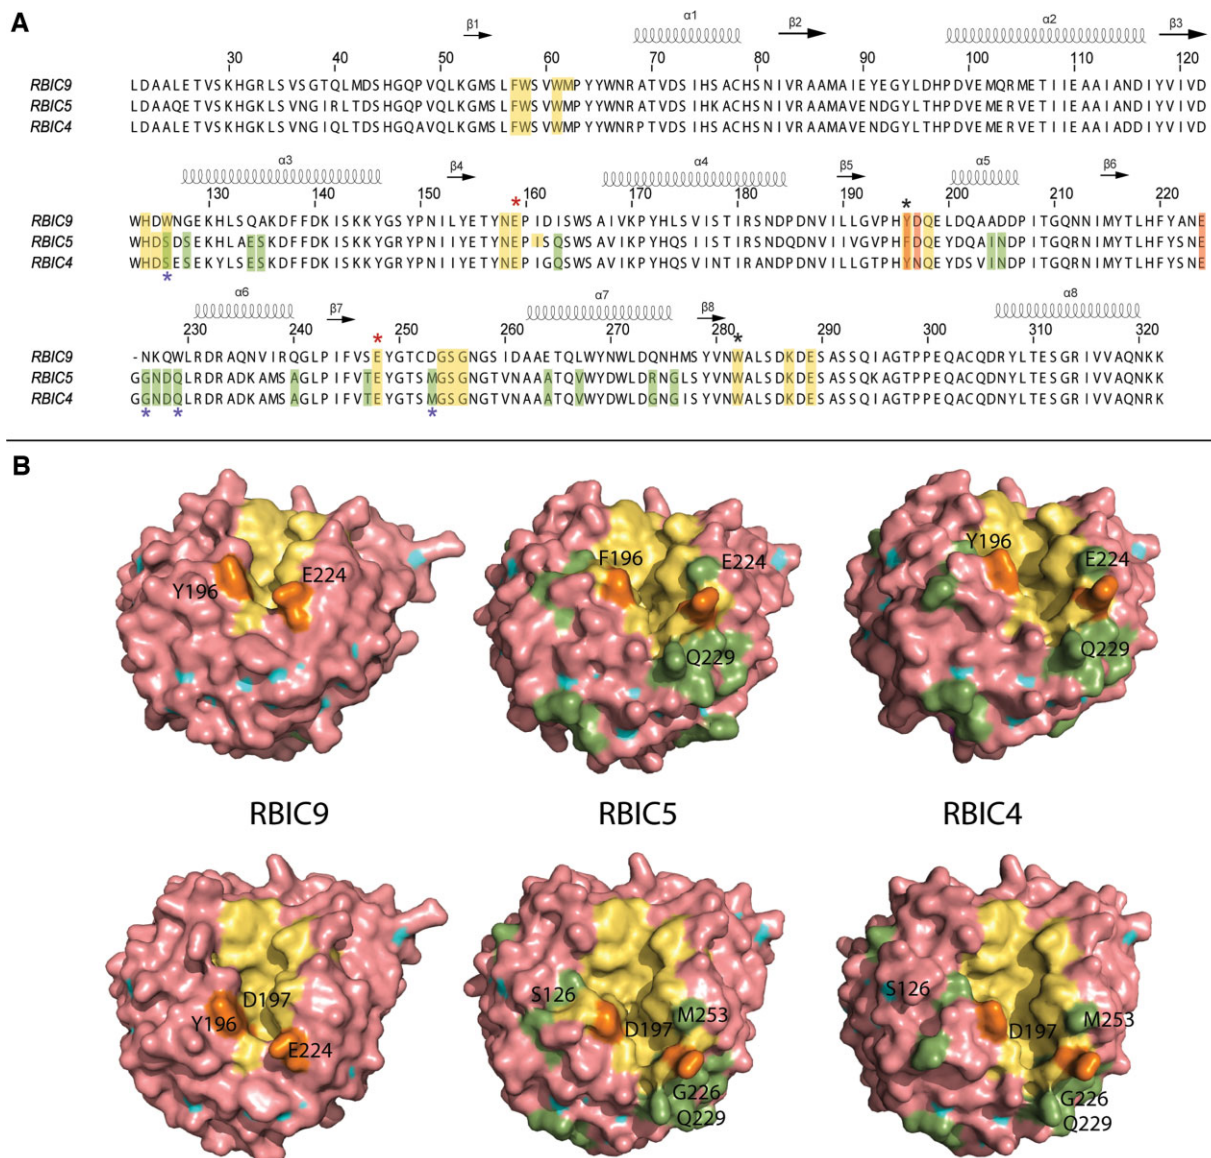 A
β1 α1 β2 α2 β3
30 40 50 60 70 80 90 100 110 120
RBIC9 LDAALETVSKHGRLSVSGTQLMDSHGQPVQLKGMSLFWSVWMPYYWNRATVDSIHSACHSNIVRAAMAIEYEGYLDHPDVEMQRMETIIEAAIANDIYVIVD
RBIC5 LDAAQETVSKHGKLSVNGIRLTDSHGQPVQLKGMSLFWSVWMPYYWNRATVDSIHSACHSNIVRAAMAVENDGYLTHPDVEMERVETIIEAAIANDIYVIVD
RBIC4 LDAALETVSKHGKLSVNGIQLTDSHGQAVQLKGMSLFWSVWMPYYWNRPTVDSIHSACHSNIVRAAMAVENDGYLTHPDVEMERVETIIEAAIADDIYVIVD
α3 β4 α4 β5 α5 β6
130 140 150 160 170 180 190 200 210 220
* *
RBIC9 WHDWNGEKHLSQAKDFFDKISKKYGSYPNILYETYNEPIDISWSAIVKPYHLSVISTIRSNDPDNVILLGVPHYDQELDQAADDPITGQNNIMYTLHFYANE
RBIC5 WHDSDSEKHLAESKDFFDKISKKYGRYPNIIYETYNEPISQSWSAVIKPYHQSIISTIRSNDQDNVIIVGVPHFDQEYDQAINDPITGQRNIMYTLHFYANE
RBIC4 WHDSESEKYLSESKDFFDKISKKYGRYPNIIYETYNEPIGQSWSAVIKPYHQSVINTIRANDPDNVIILGTPHYNQEYDSVINDPITGQRNIMYTLHFYSNE
*
α6 β7 α7 β8 α8
230 240 250 260 270 280 290 300 310 320
* *
RBIC9 -NKQWLRDRAQNVIRQGLPIFVSEYGTCDGSGNGSIDAAETQLWYNWLDQNHMSYVNWALSDKDESASSQIAGTPPEQACQDRYLTESGRIVVAQNKK
RBIC5 GGNDQLRDRADKAMSAGLPIFVTEYGTSMGSGNGTVNAAATQVWYDWLDRNGLSYVNWALSDKDESASSQKAGTPPEQACQDNYLTESGRIVVAQNKK
RBIC4 GGNDQLRDRADKAMSAGLPIFVTEYGTSMGSGNGTVNAAATQVWYDWLDGNGISYVNWALSDKDESASSQIAGTPPEQACQDNYLTESGRIVVAQNRK
* * *
B
Y196 E224 F196 E224 Q229 Y196 E224 Q229
RBIC9 RBIC5 RBIC4
D197 Y196 E224 S126 D197 M253 G226 Q229 S126 D197 M253 G226 Q229